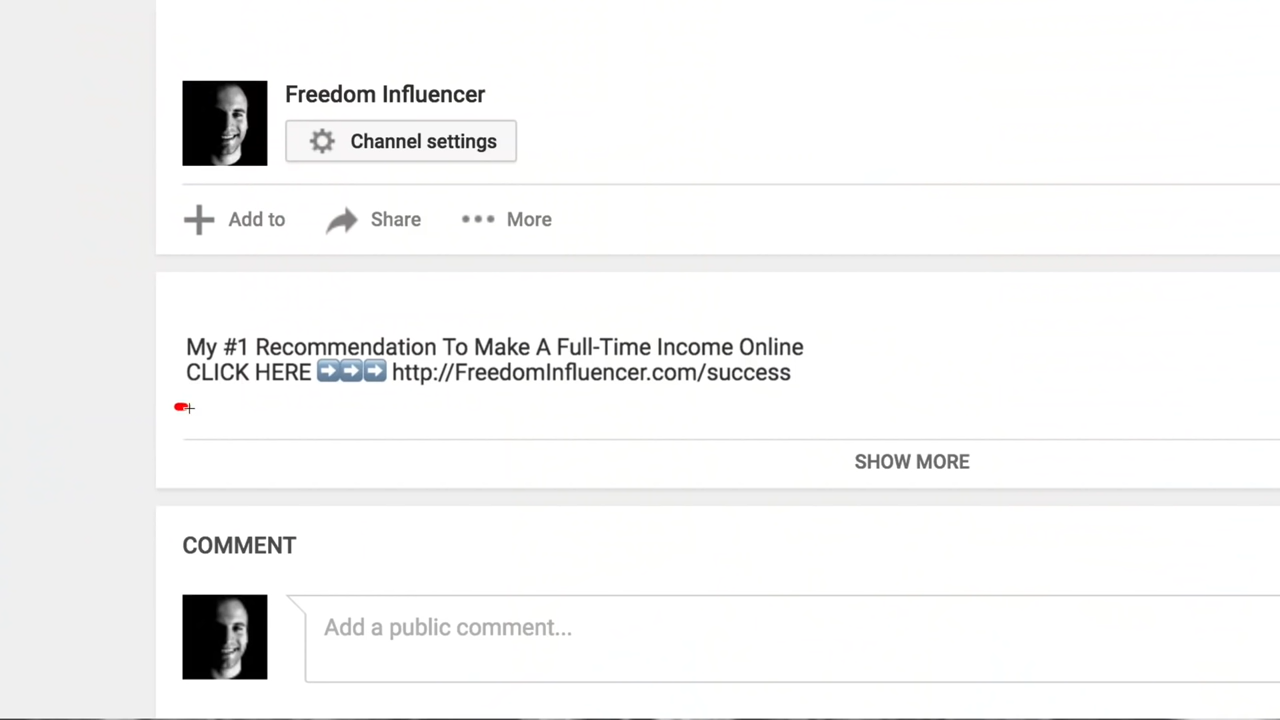 Freedom Influencer
Channel settings
Add to Share More
My #1 Recommendation To Make A Full-Time Income Online
CLICK HERE ➡➡➡ http://FreedomInfluencer.com/success
SHOW MORE
COMMENT
Add a public comment...